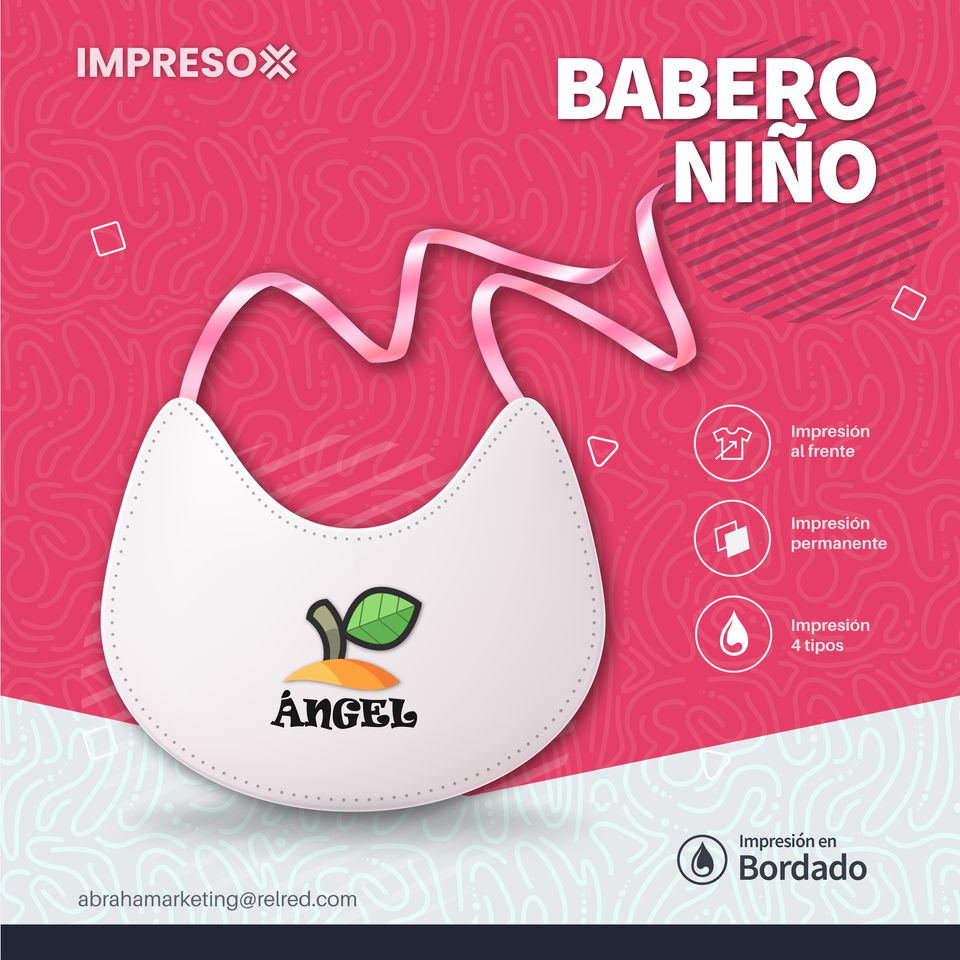 IMPRESOX
BABERO
NIÑO
Impresión
al frente
Impresión
permanente
Impresión
4 tipos
ÁNGEL
Impresión en
Bordado
abrahamarketing@relred.com